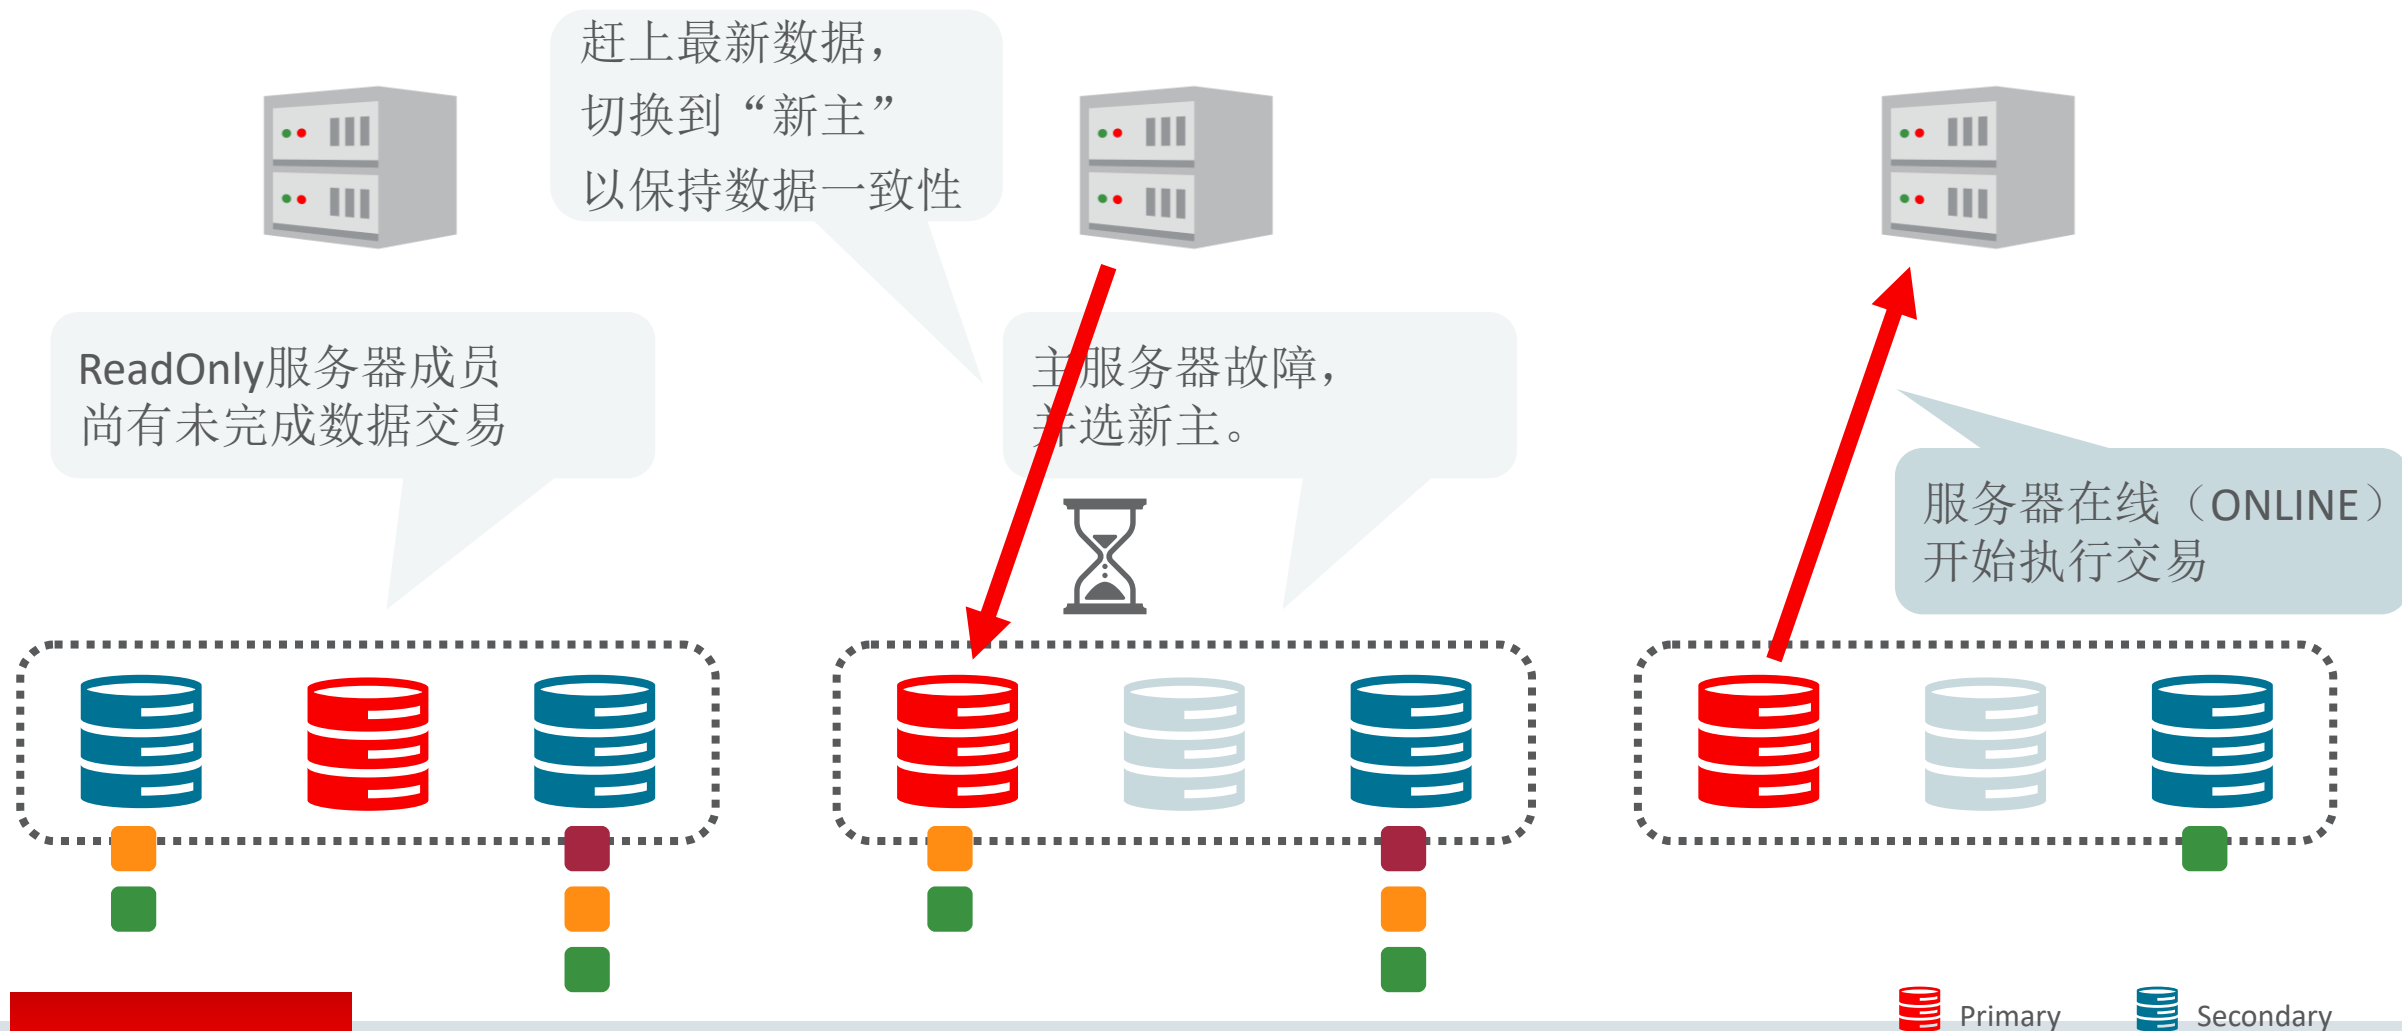 赶上最新数据，
切换到“新主”
以保持数据一致性
ReadOnly服务器成员
尚有未完成数据交易
主服务器故障，
并选新主。
服务器在线（ONLINE）
开始执行交易
Primary
Secondary